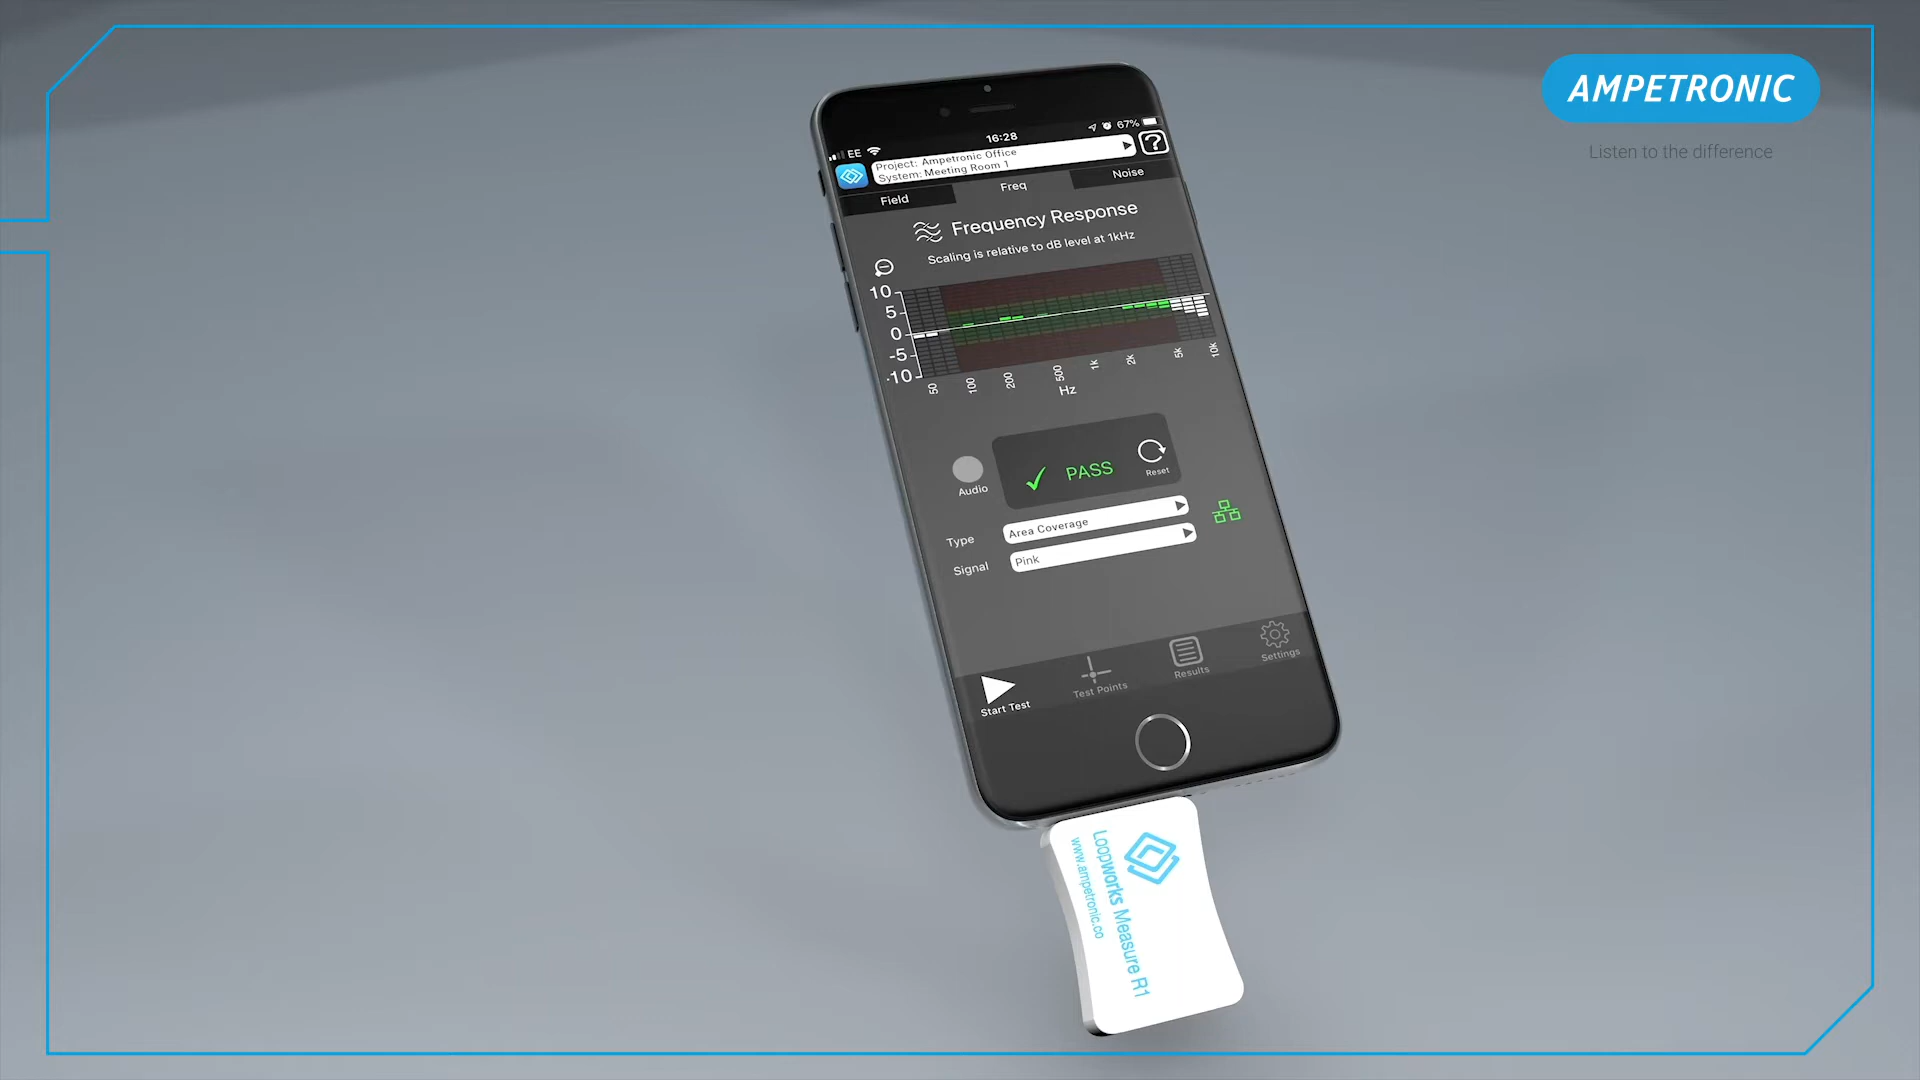 AMPETRONIC
Listen to the difference
EE
16:28
67%
Project: Ampetronic Office
System: Meeting Room 1
?
Field
Freq
Noise
Frequency Response
Scaling is relative to dB level at 1kHz
10
5
0
-5
-10
50
100
200
500
1k
2k
5k
10k
Hz
Audio
✓ PASS
Reset
Type
Area Coverage
Signal
Pink
Start Test
Test Points
Results
Settings
Loopworks Measure R1
www.ampetronic.co